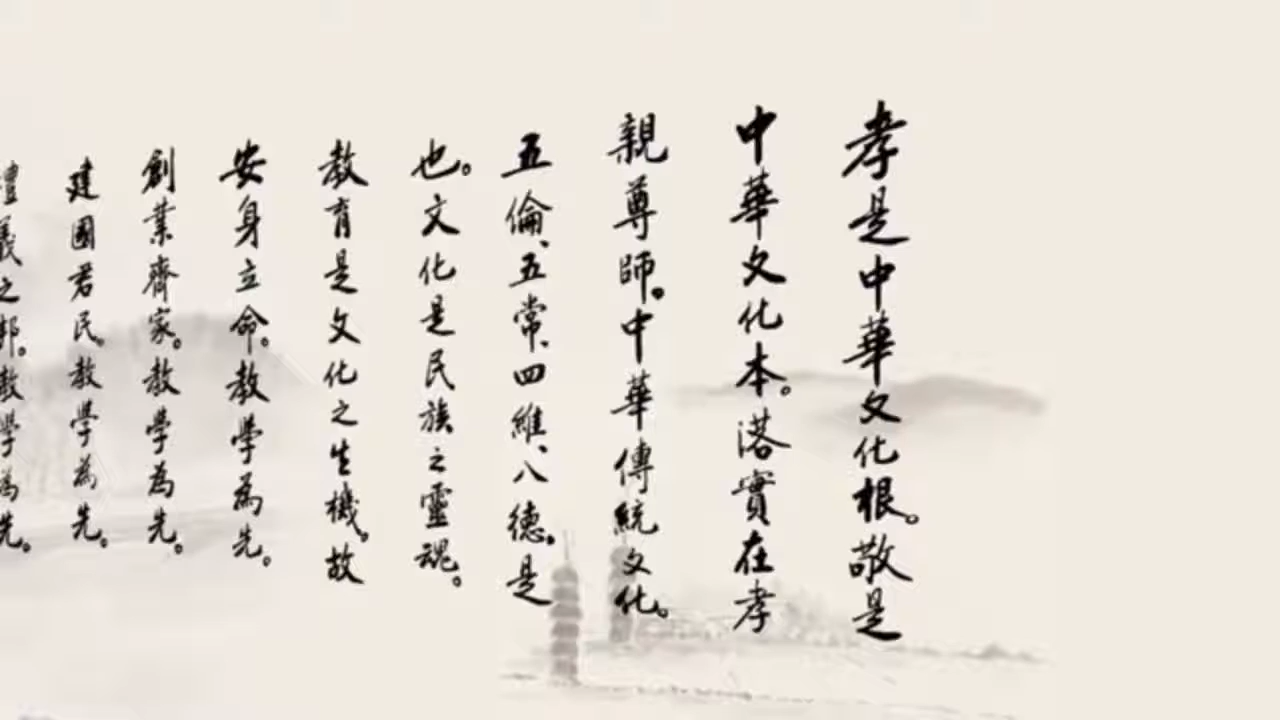 孝是中華文化根。敬是
中華文化本。落實在孝
親尊師。中華傳統文化。
五倫、五常、四維、八德。是
也。文化是民族之靈魂。
教育是文化之生機。故
安身立命。教學為先。
創業齊家。教學為先。
建國君民。教學為先。
禮義之邦。教學為先。